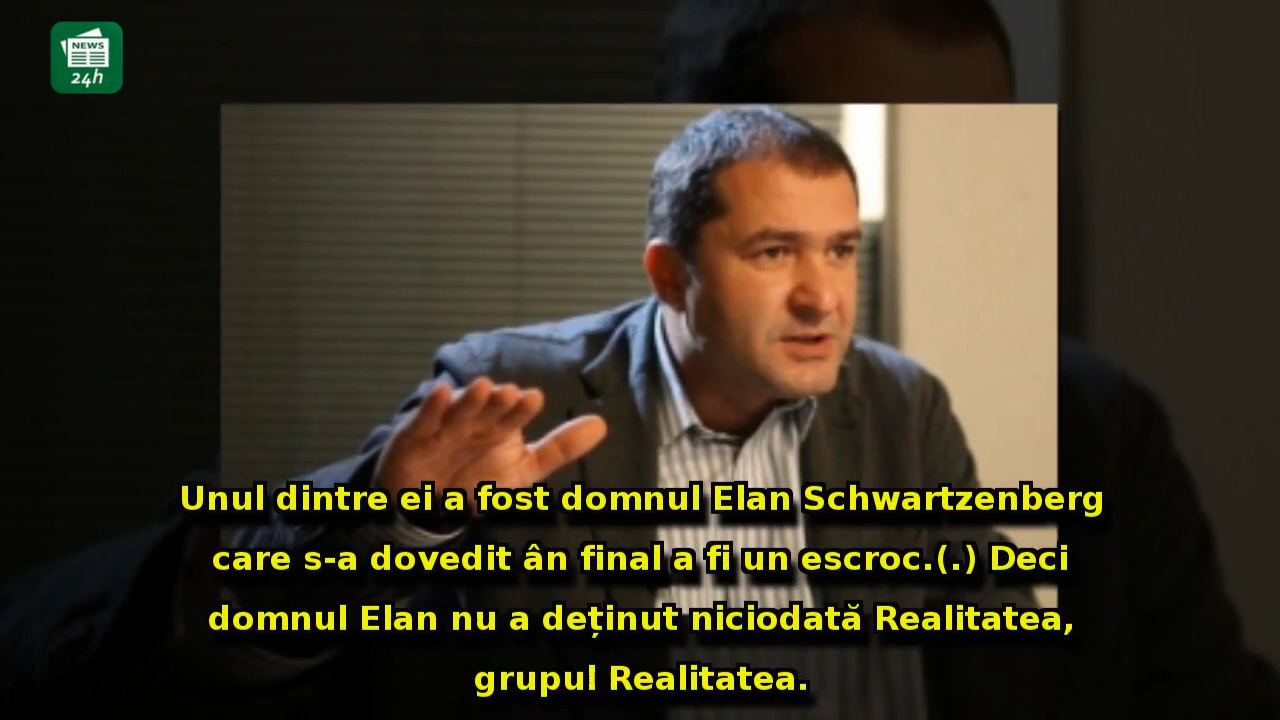 NEWS
24h
Unul dintre ei a fost domnul Elan Schwartzenberg
care s-a dovedit ân final a fi un escroc.(.) Deci
domnul Elan nu a deținut niciodată Realitatea,
grupul Realitatea.